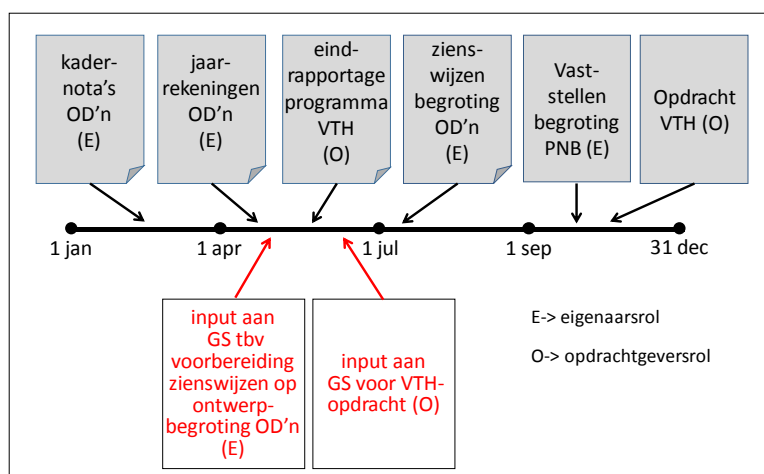 kader-
nota's
OD'n
(E)
jaar-
rekeningen
OD'n
(E)
eind-
rapportage
programma
VTH
(O)
ziens-
wijzen
begroting
OD'n
(E)
Vast-
stellen
begroting
PNB (E)
Opdracht
VTH (O)
1 jan
1 apr
1 jul
1 sep
31 dec
input aan
GS tbv
voorbereiding
zienswijzen op
ontwerp-
begroting OD'n
(E)
input aan
GS voor VTH-
opdracht (O)
E-> eigenaarsrol
O-> opdrachtgeversrol